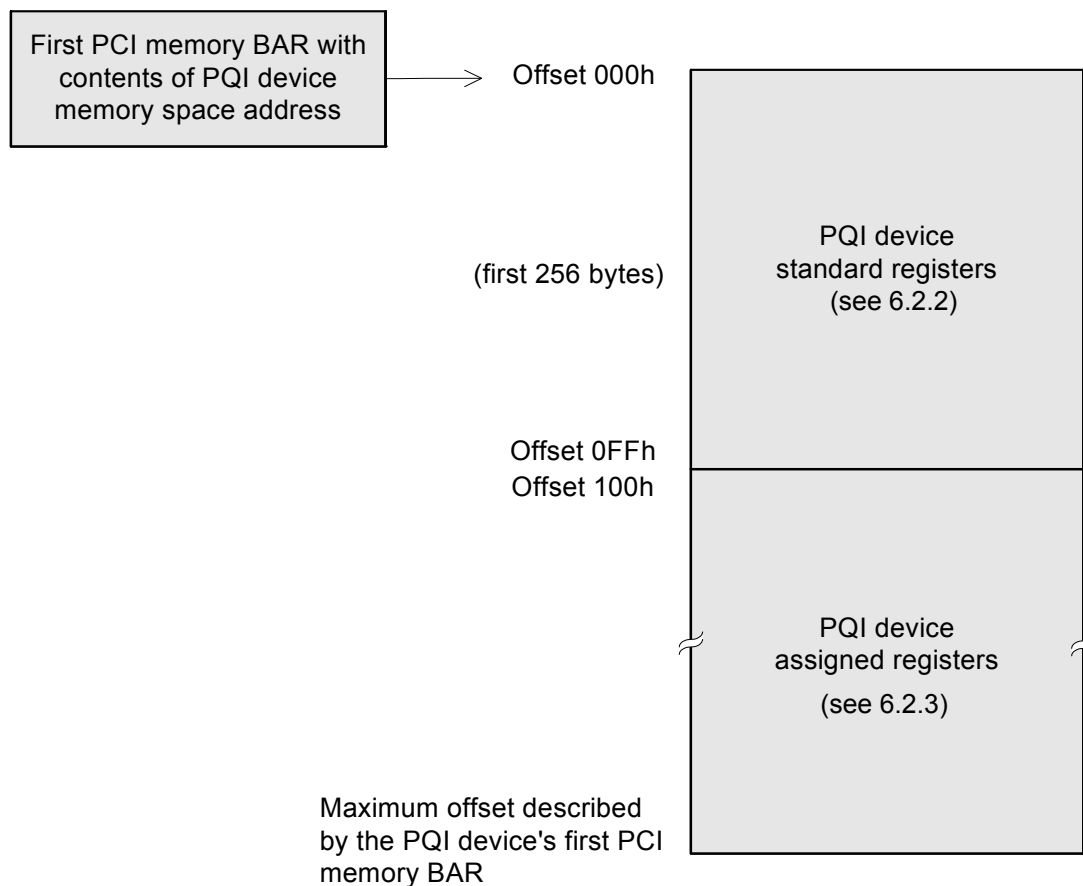 First PCI memory BAR with
contents of PQI device
memory space address
Offset 000h
(first 256 bytes)
PQI device
standard registers
(see 6.2.2)
Offset 0FFh
Offset 100h
PQI device
assigned registers
(see 6.2.3)
Maximum offset described
by the PQI device's first PCI
memory BAR